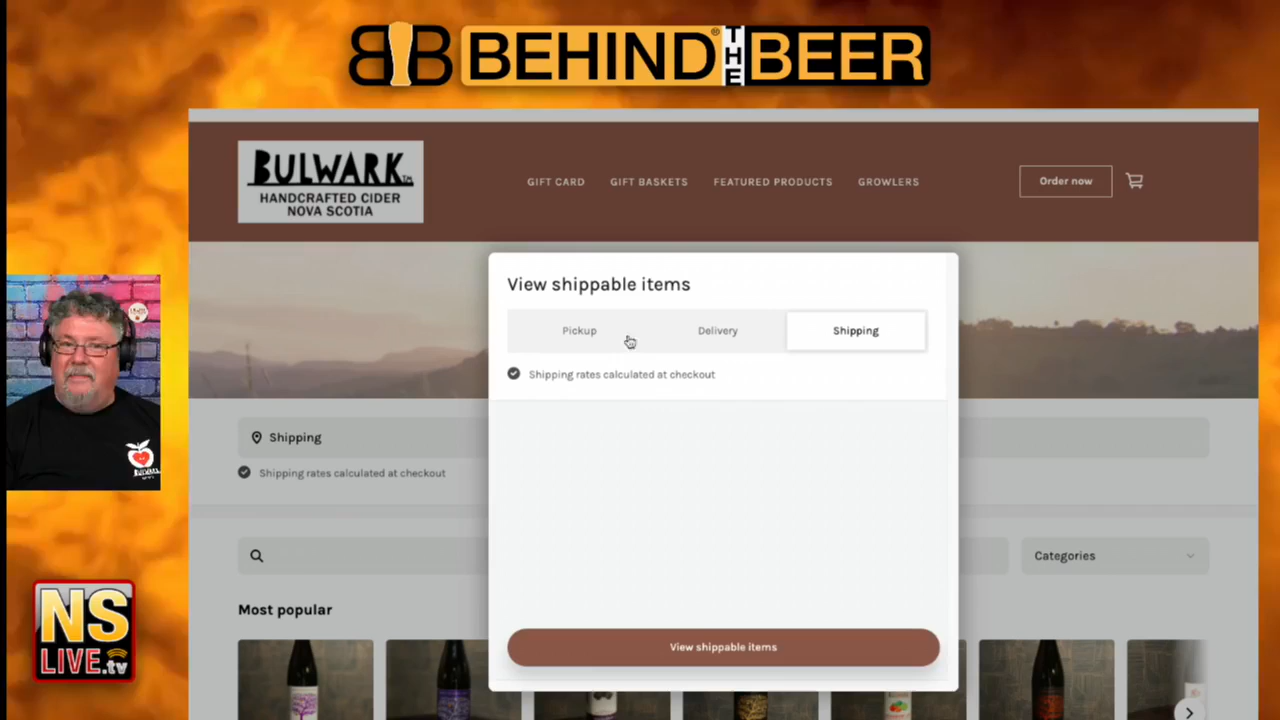 BIB BEHIND® THE BEER
BULWARK™
HANDCRAFTED CIDER
NOVA SCOTIA
GIFT CARD
GIFT BASKETS
FEATURED PRODUCTS
GROWLERS
Order now
View shippable items
Pickup
Delivery
Shipping
Shipping rates calculated at checkout
Shipping
Shipping rates calculated at checkout
Categories
Most popular
View shippable items
NS
LIVE.tv